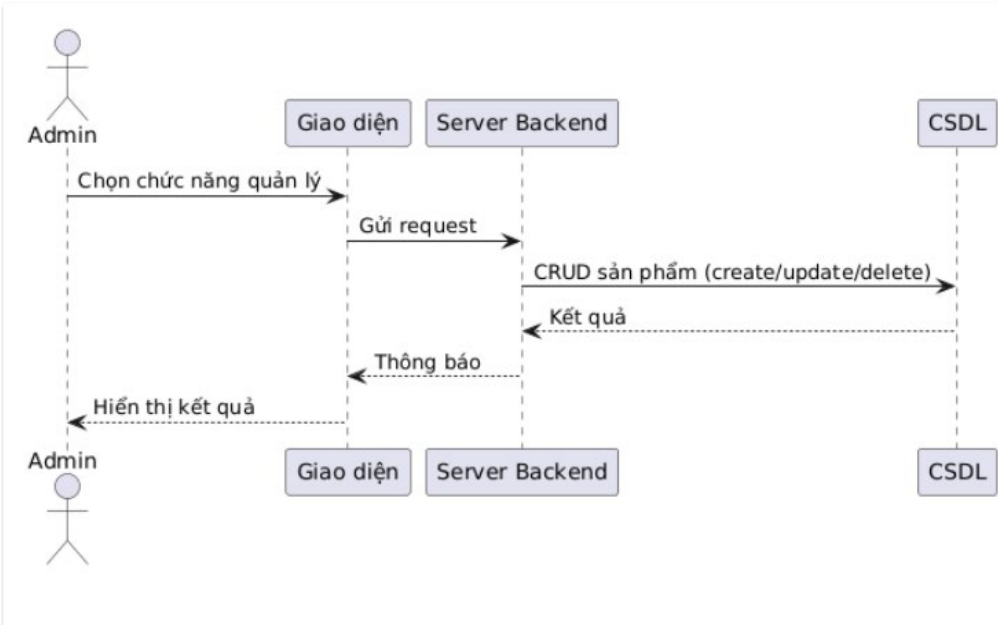 Admin
Giao diện
Server Backend
CSDL
Chọn chức năng quản lý
Gửi request
CRUD sản phẩm (create/update/delete)
Kết quả
Thông báo
Hiển thị kết quả
Admin
Giao diện
Server Backend
CSDL